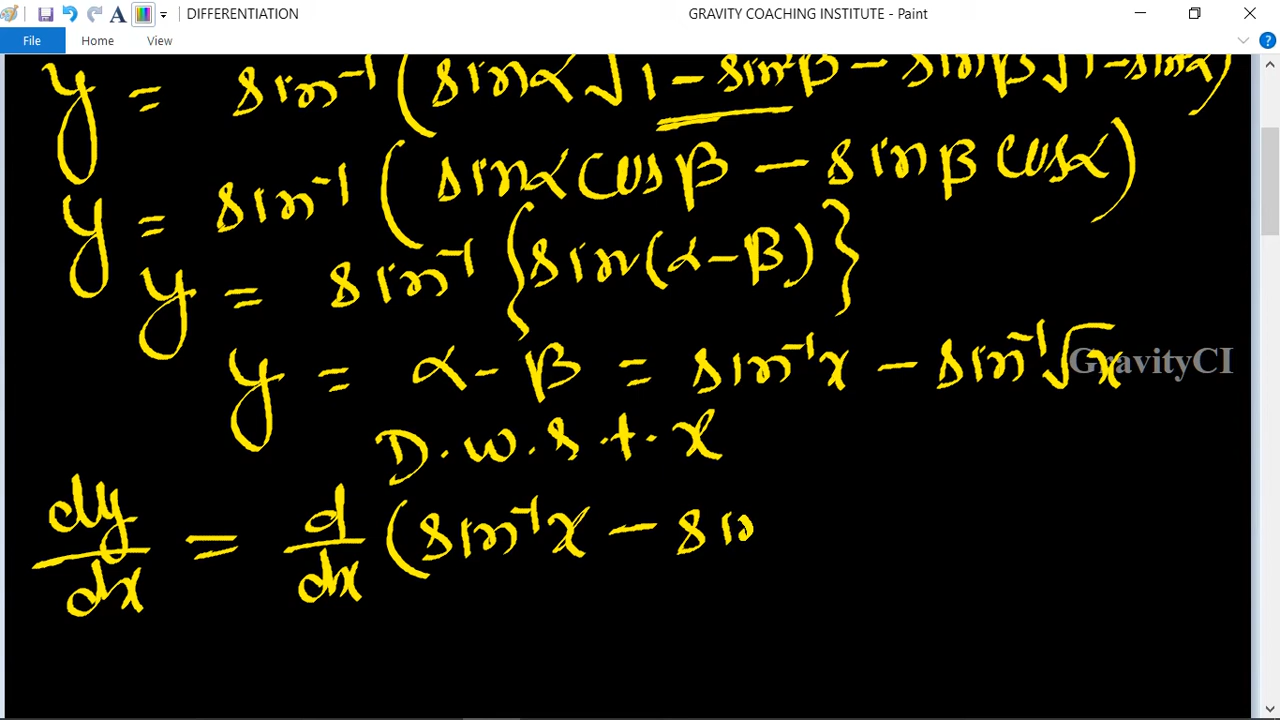 DIFFERENTIATION GRAVITY COACHING INSTITUTE - Paint
File Home View
y = sin⁻¹ (sinα √1 - sin²β - sinβ √1 - sin²α)
y = sin⁻¹ (sinα cosβ - sinβ cosα)
y = sin⁻¹ {sin(α-β)}
y = α - β = sin⁻¹x - sin⁻¹√x
GravityCI
D.w.r.t. x
dy/dx = d/dx (sin⁻¹x - sin